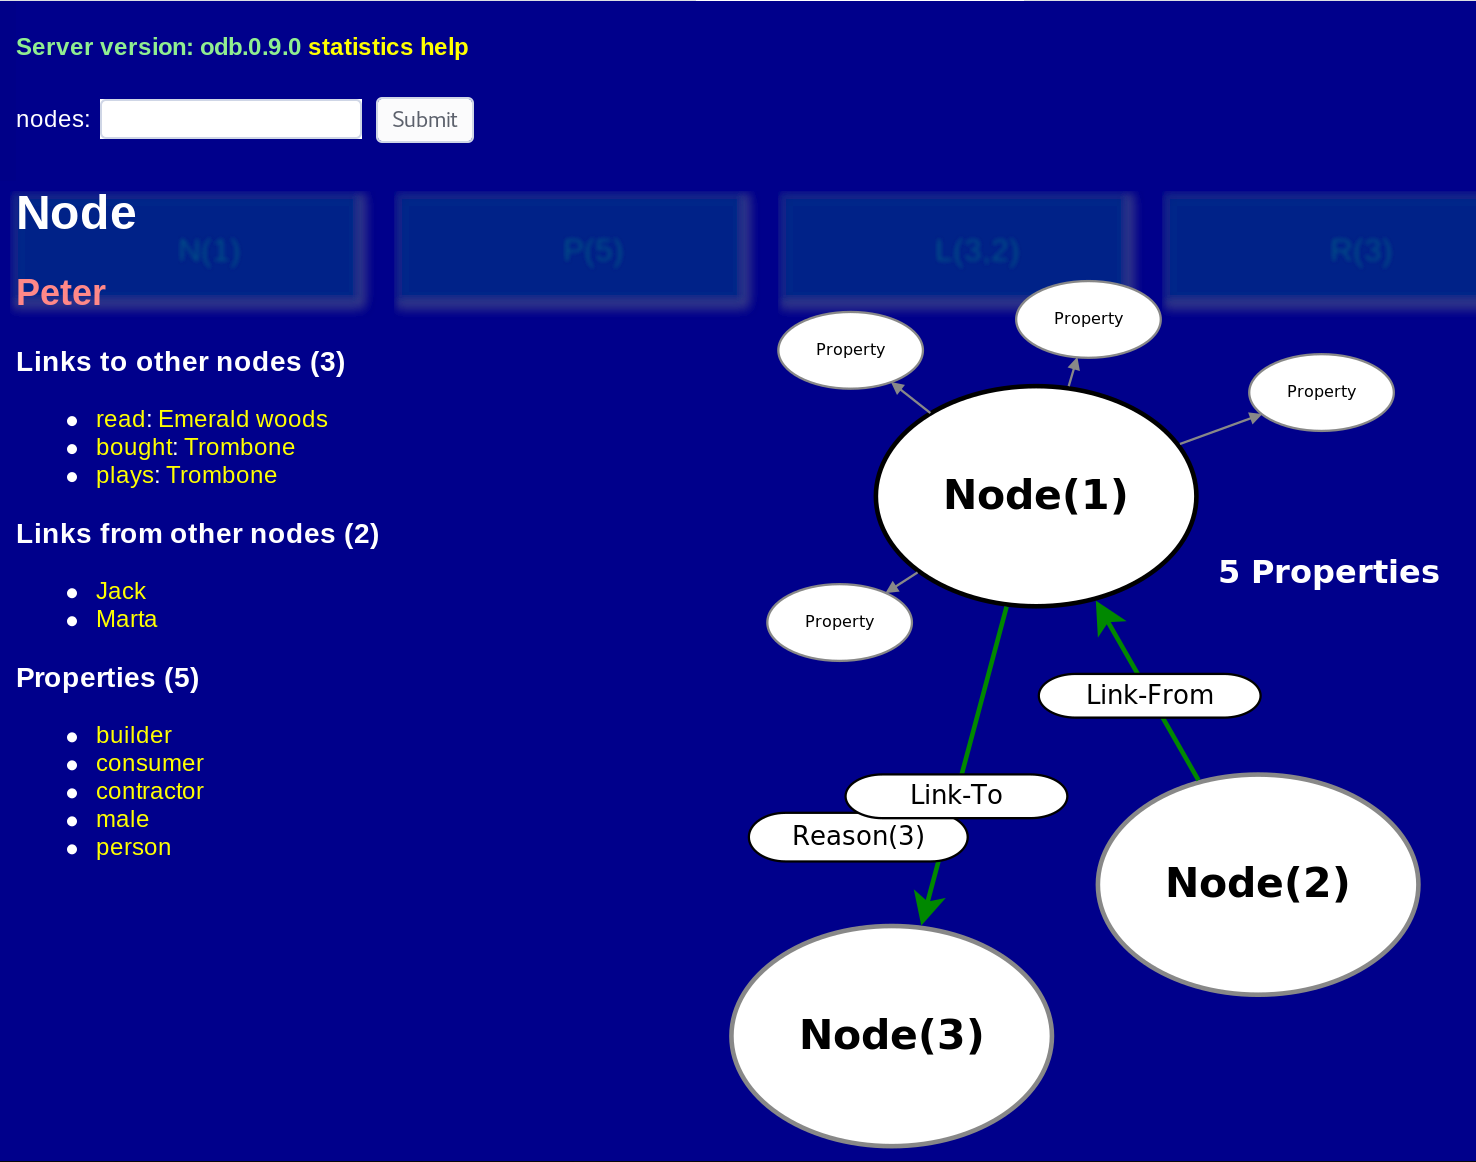 Server version: odb.0.9.0 statistics help
nodes: Submit
Node
N(1) P(5) L(3,2) R(3)
Peter
Links to other nodes (3)
read: Emerald woods
bought: Trombone
plays: Trombone
Links from other nodes (2)
Jack
Marta
Properties (5)
builder
consumer
contractor
male
person
Property
Property
Property
Node(1)
5 Properties
Property
Link-From
Link-To
Reason(3)
Node(2)
Node(3)